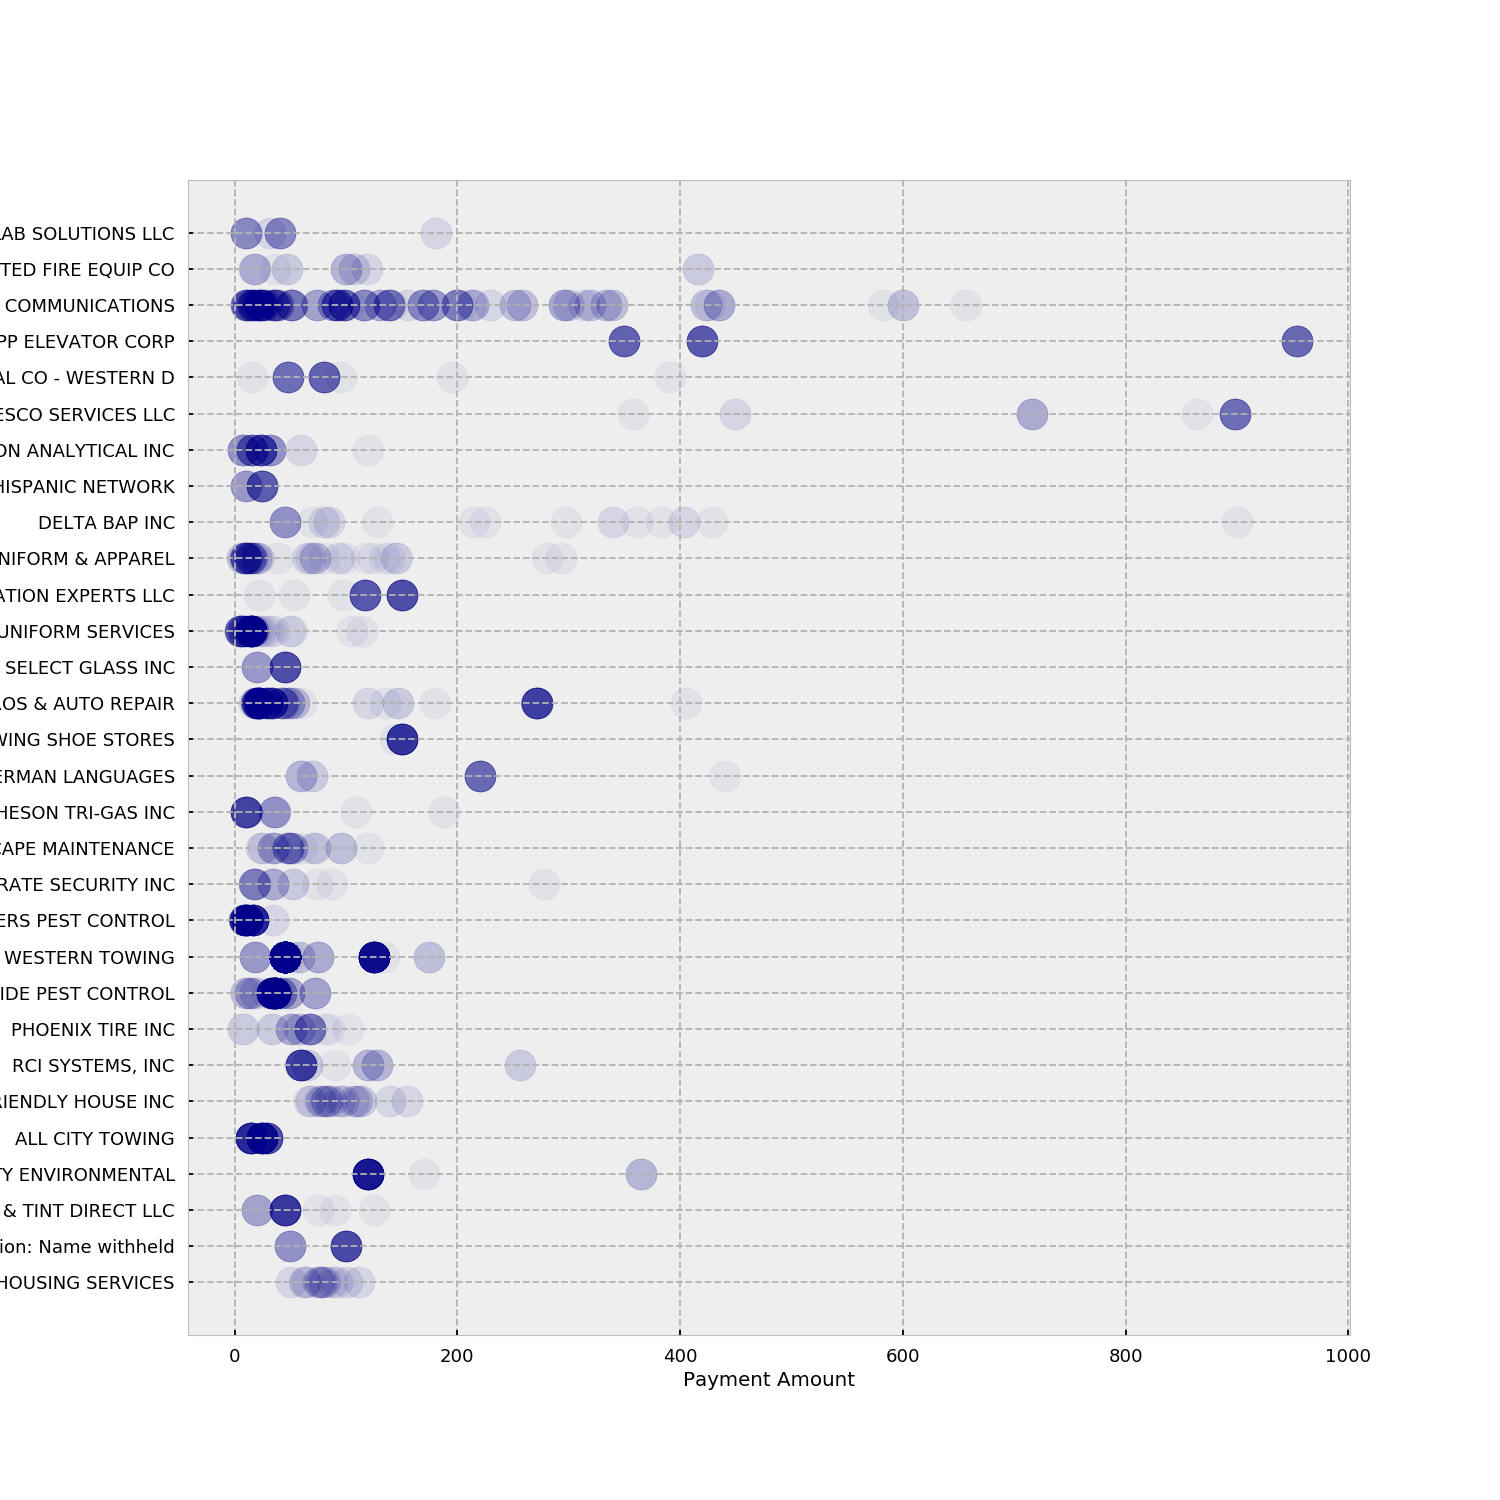 LAB SOLUTIONS LLC
TED FIRE EQUIP CO
COMMUNICATIONS
PP ELEVATOR CORP
AL CO - WESTERN D
ESCO SERVICES LLC
ON ANALYTICAL INC
HISPANIC NETWORK
DELTA BAP INC
NIFORM & APPAREL
ATION EXPERTS LLC
UNIFORM SERVICES
SELECT GLASS INC
ROS & AUTO REPAIR
WING SHOE STORES
ERMAN LANGUAGES
HESON TRI-GAS INC
CAPE MAINTENANCE
RATE SECURITY INC
ERS PEST CONTROL
WESTERN TOWING
IDE PEST CONTROL
PHOENIX TIRE INC
RCI SYSTEMS, INC
RIENDLY HOUSE INC
ALL CITY TOWING
TY ENVIRONMENTAL
& TINT DIRECT LLC
ion: Name withheld
HOUSING SERVICES
0 200 400 600 800 1000
Payment Amount